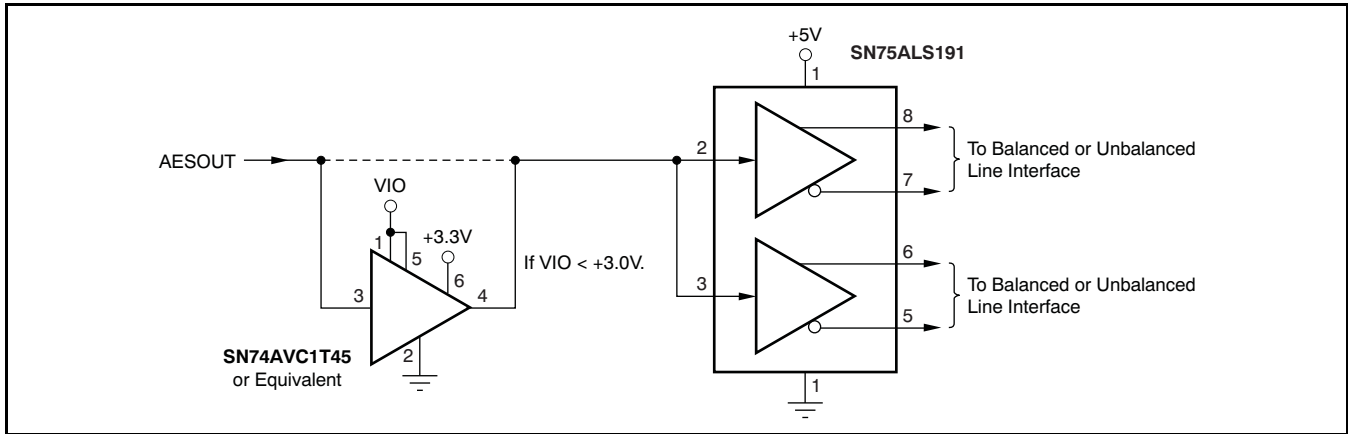 +5V
SN75ALS191
1
8
AESOUT
2
To Balanced or Unbalanced
Line Interface
7
VIO
1
5
+3.3V
6
If VIO < +3.0V.
6
3
4
3
To Balanced or Unbalanced
Line Interface
5
2
SN74AVC1T45
or Equivalent
1